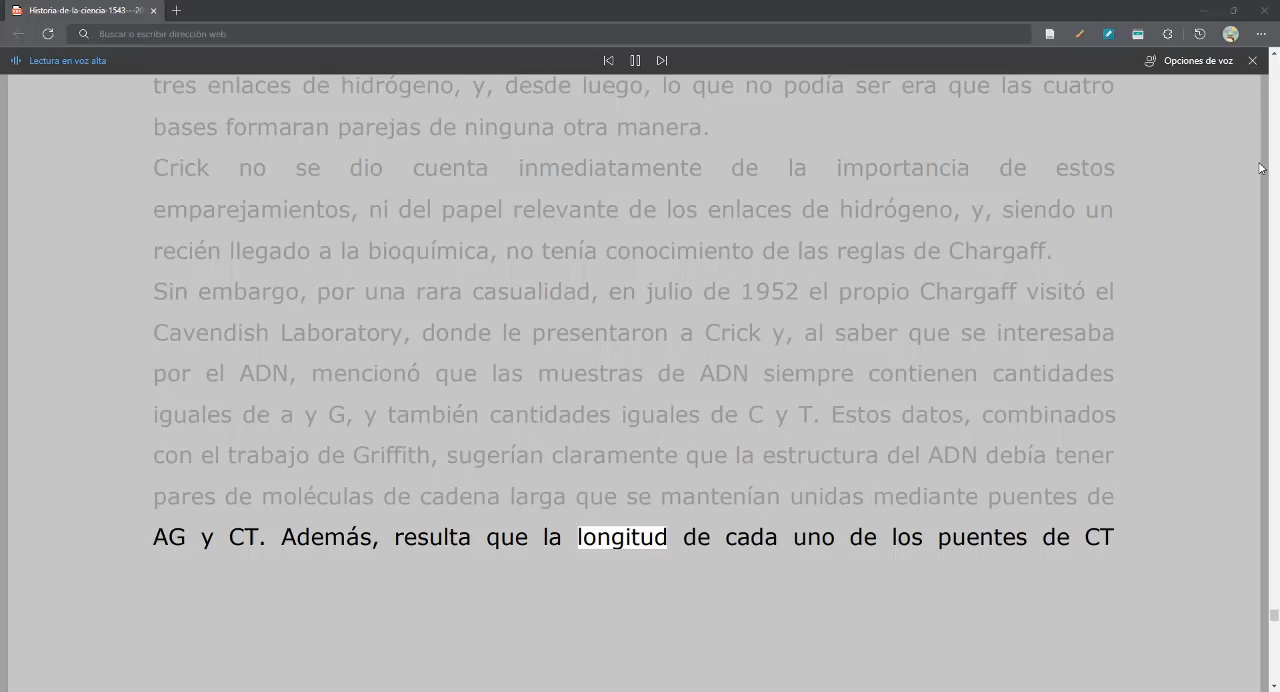 Historia-de-la-ciencia-1543---20
Buscar o escribir dirección web
Lectura en voz alta
Opciones de voz
tres enlaces de hidrógeno, y, desde luego, lo que no podía ser era que las cuatro
bases formaran parejas de ninguna otra manera.
Crick no se dio cuenta inmediatamente de la importancia de estos
emparejamientos, ni del papel relevante de los enlaces de hidrógeno, y, siendo un
recién llegado a la bioquímica, no tenía conocimiento de las reglas de Chargaff.
Sin embargo, por una rara casualidad, en julio de 1952 el propio Chargaff visitó el
Cavendish Laboratory, donde le presentaron a Crick y, al saber que se interesaba
por el ADN, mencionó que las muestras de ADN siempre contienen cantidades
iguales de a y G, y también cantidades iguales de C y T. Estos datos, combinados
con el trabajo de Griffith, sugerían claramente que la estructura del ADN debía tener
pares de moléculas de cadena larga que se mantenían unidas mediante puentes de
AG y CT. Además, resulta que la longitud de cada uno de los puentes de CT